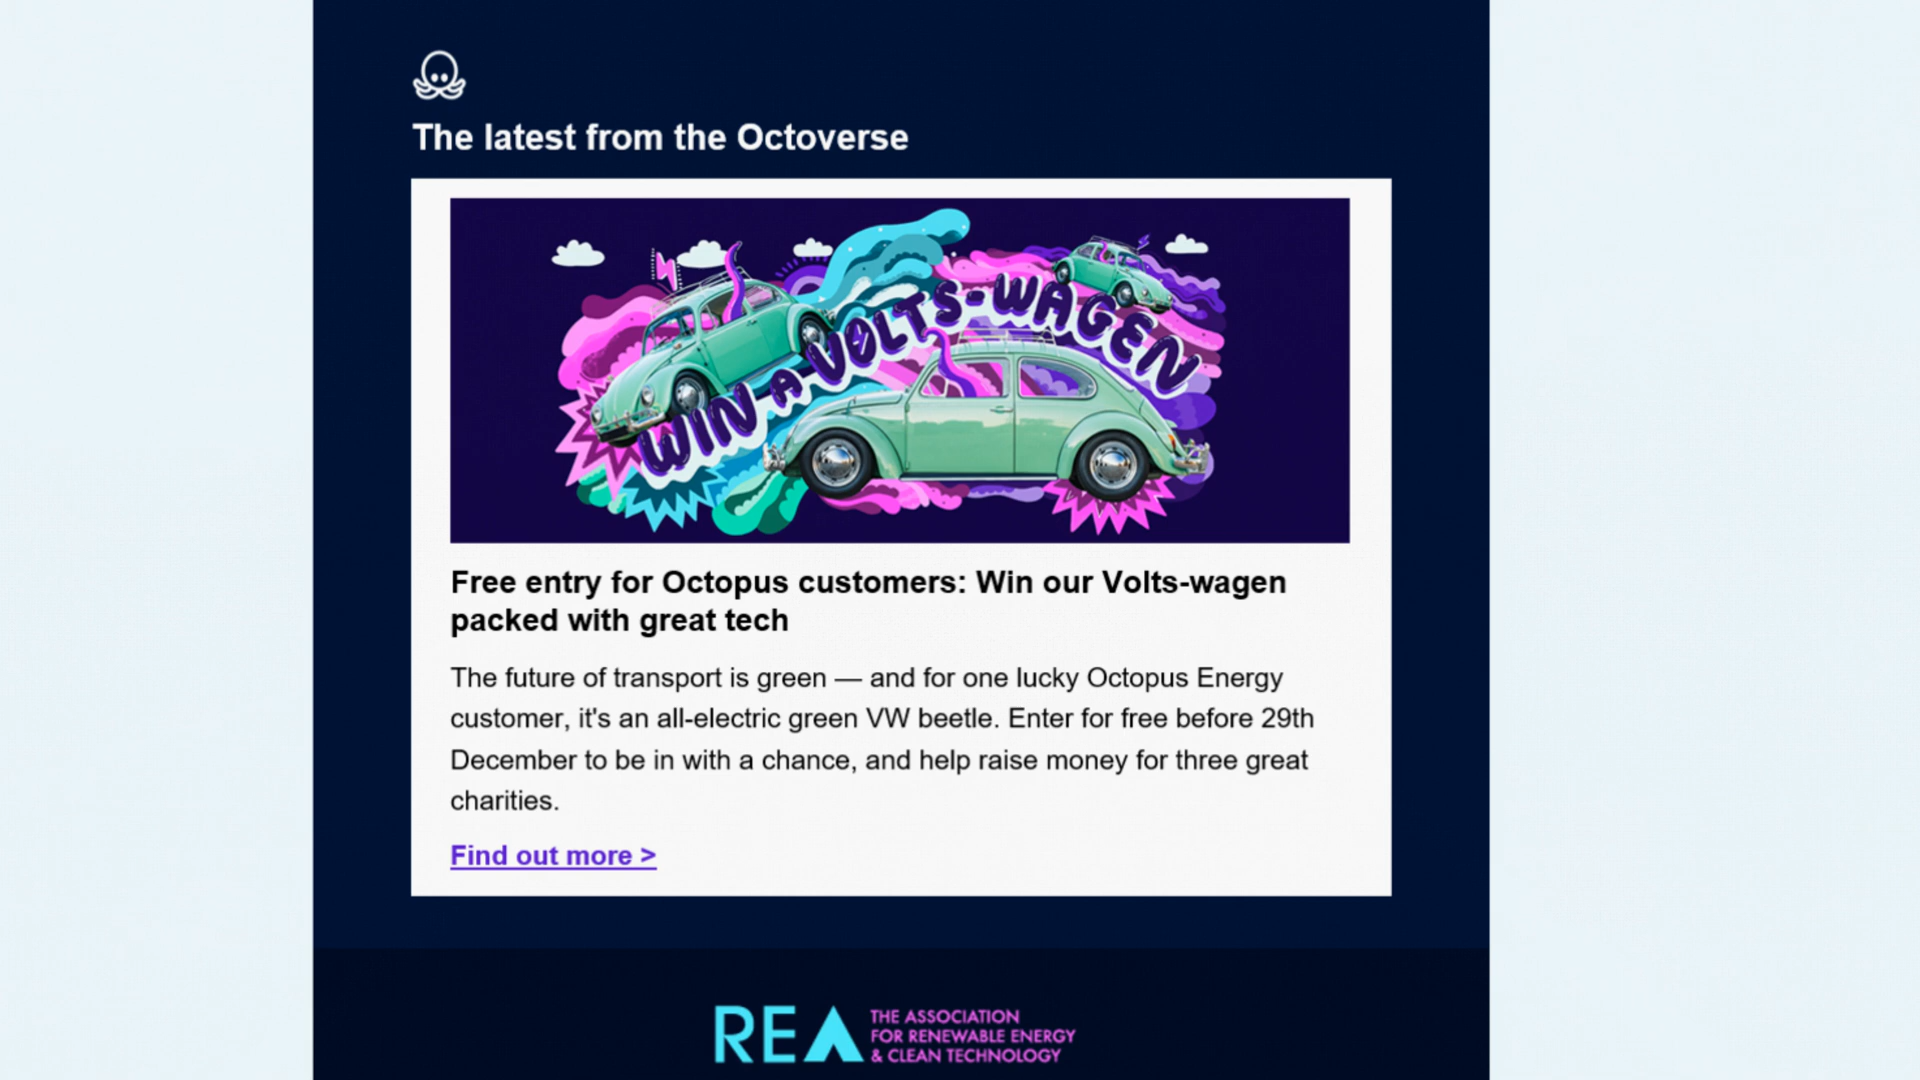 The latest from the Octoverse
WIN A VOLTS-WAGEN
Free entry for Octopus customers: Win our Volts-wagen
packed with great tech
The future of transport is green — and for one lucky Octopus Energy
customer, it's an all-electric green VW beetle. Enter for free before 29th
December to be in with a chance, and help raise money for three great
charities.
Find out more >
REA
THE ASSOCIATION
FOR RENEWABLE ENERGY
& CLEAN TECHNOLOGY